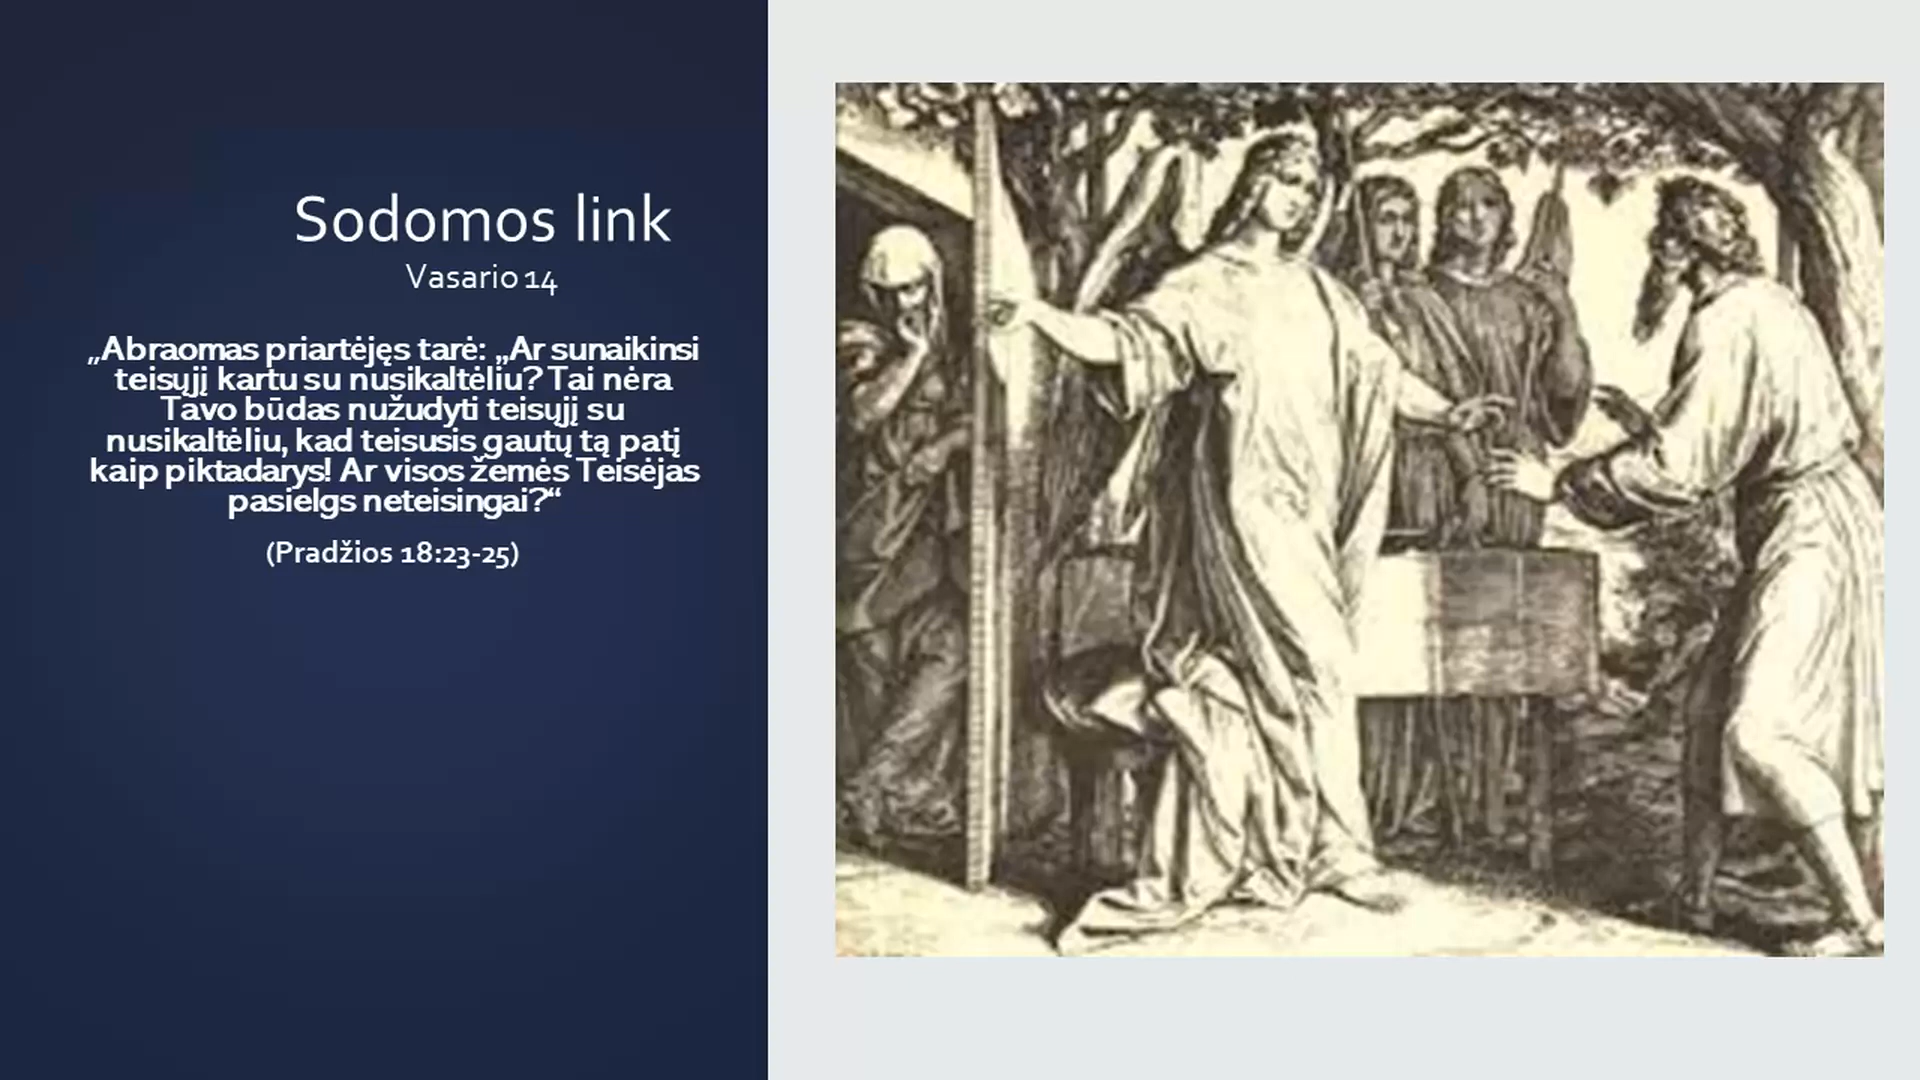 Sodomos link
Vasario 14
„Abraomas priartėjęs tarė: „Ar sunaikinsi
teisųjį kartu su nusikaltėliu? Tai nėra
Tavo būdas nužudyti teisųjį su
nusikaltėliu, kad teisusis gautų tą patį
kaip piktadarys! Ar visos žemės Teisėjas
pasielgs neteisingai?“
(Pradžios 18:23-25)